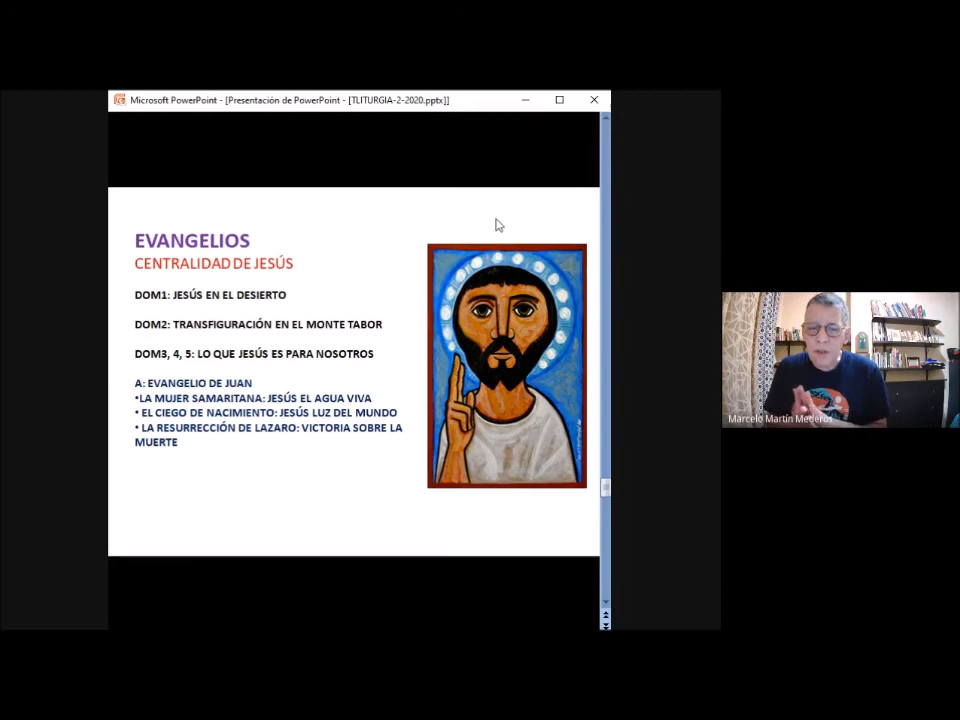 Microsoft PowerPoint - [Presentación de PowerPoint - [TLITURGIA-2-2020.pptx]]
EVANGELIOS
CENTRALIDAD DE JESÚS
DOM1: JESÚS EN EL DESIERTO
DOM2: TRANSFIGURACIÓN EN EL MONTE TABOR
DOM3, 4, 5: LO QUE JESÚS ES PARA NOSOTROS
A: EVANGELIO DE JUAN
•LA MUJER SAMARITANA: JESÚS EL AGUA VIVA
• EL CIEGO DE NACIMIENTO: JESÚS LUZ DEL MUNDO
• LA RESURRECCIÓN DE LAZARO: VICTORIA SOBRE LA
MUERTE
Marcelo Martín Mederos